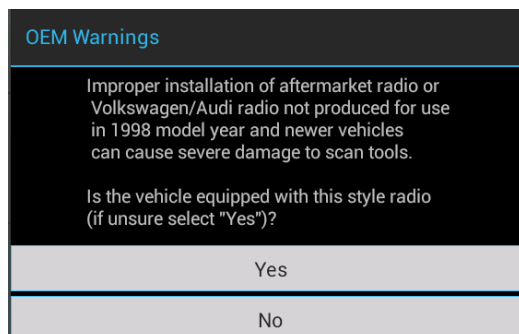 OEM Warnings
Improper installation of aftermarket radio or
Volkswagen/Audi radio not produced for use
in 1998 model year and newer vehicles
can cause severe damage to scan tools.
Is the vehicle equipped with this style radio
(if unsure select "Yes")?
Yes
No